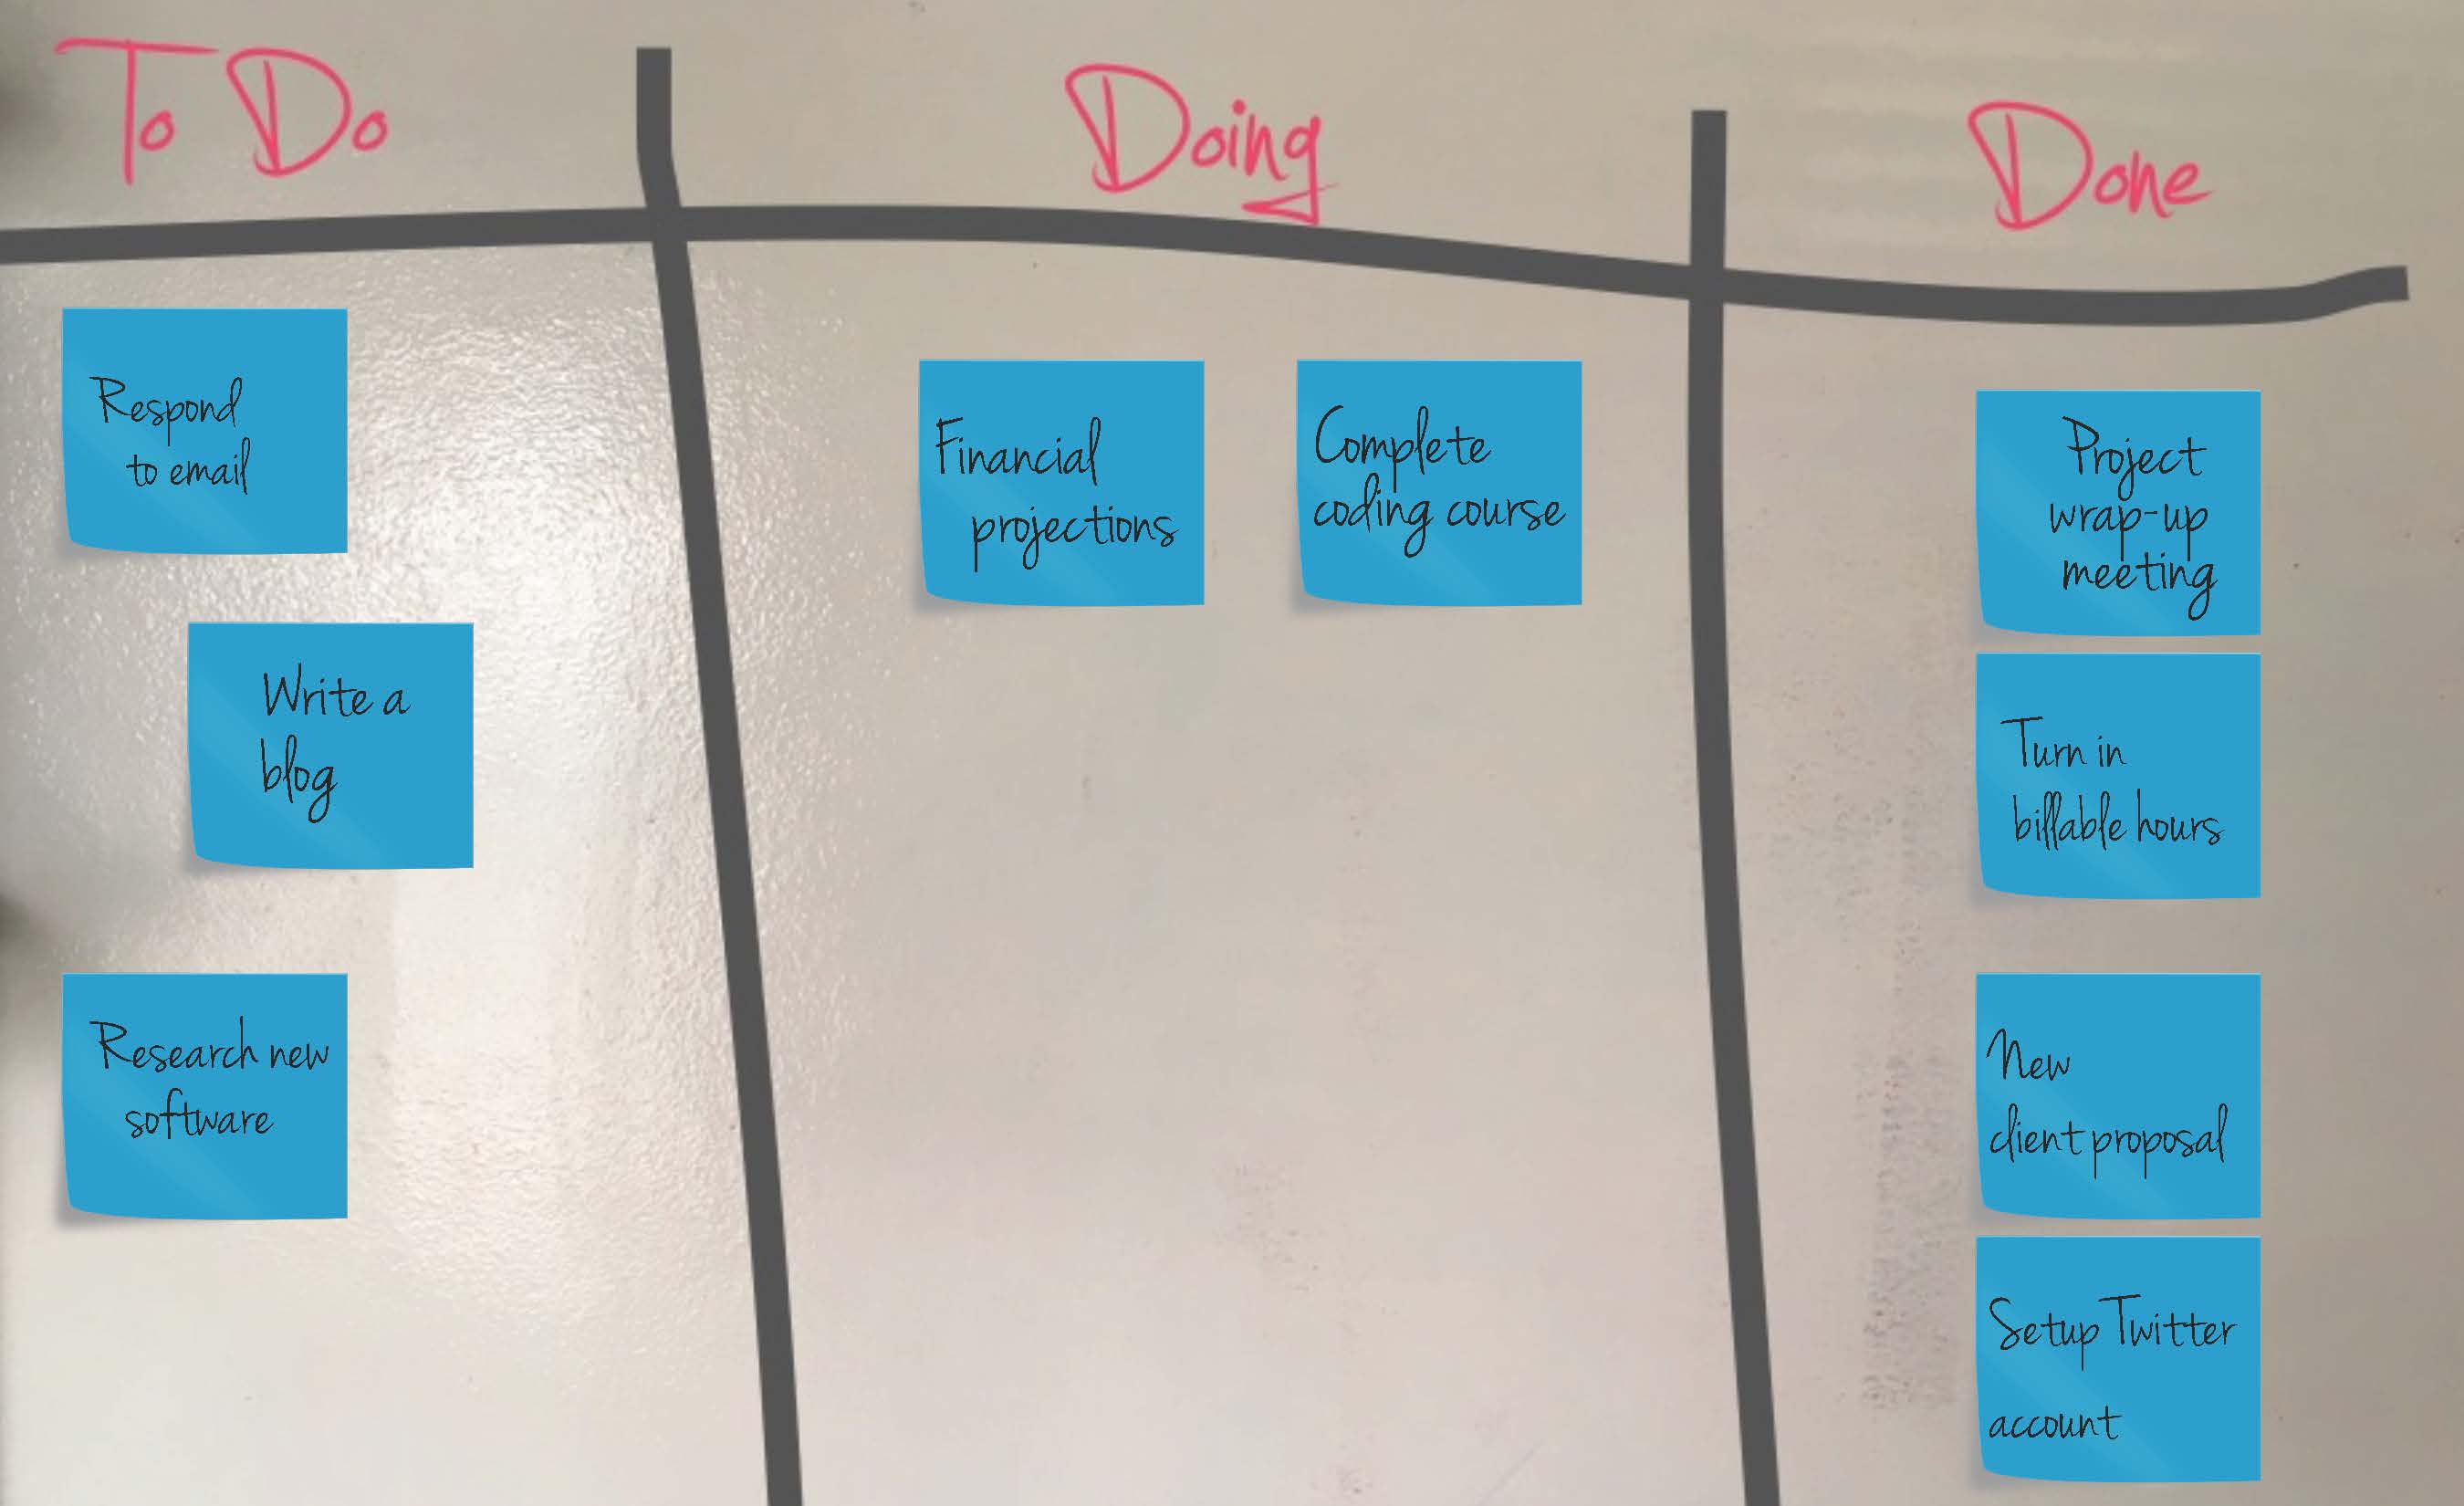 To Do
Doing
Done
Respond
to email
Write a
blog
Research new
software
Financial
projections
Complete
coding course
Project
wrap-up
meeting
Turn in
billable hours
New
client proposal
Setup Twitter
account